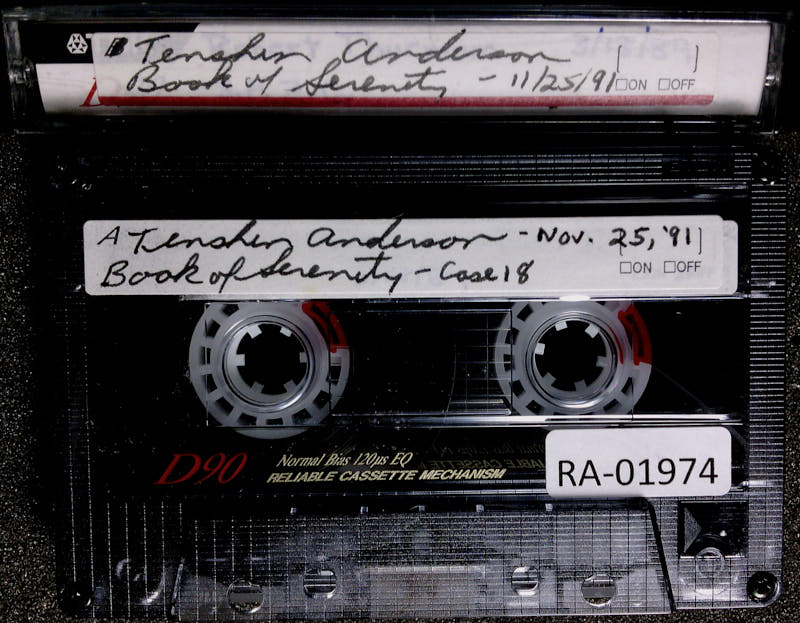 B Tenshin Anderson
Book of Serenity - 11/25/91
[ ]
□ON □OFF
A Tenshin Anderson - Nov. 25, '91
Book of Serenity - Case 18
□ON □OFF
D90
Normal Bias 120µs EQ
RELIABLE CASSETTE MECHANISM
RA-01974